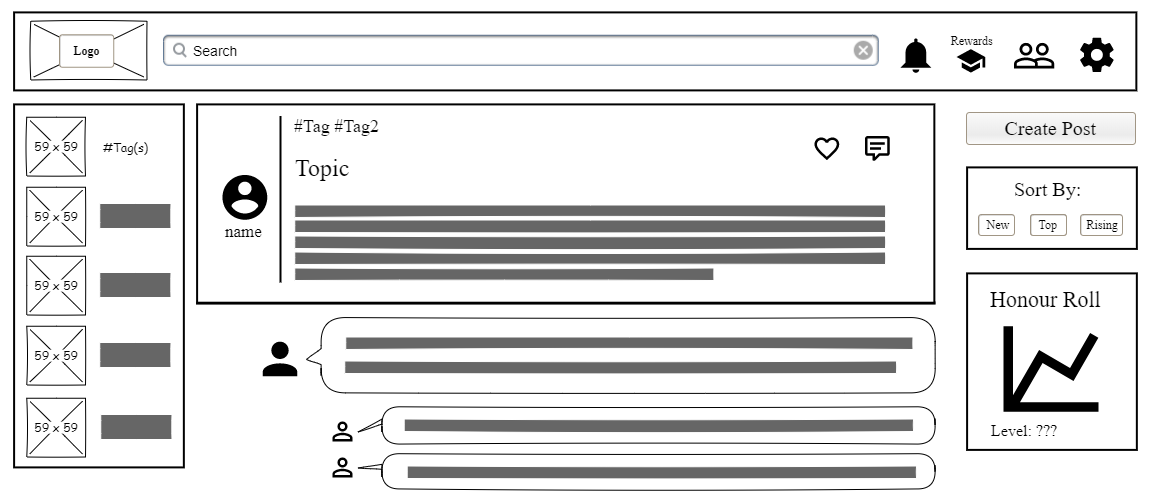 Logo
Search
Rewards
59 x 59
#Tag(s)
59 x 59
59 x 59
59 x 59
59 x 59
#Tag #Tag2
Topic
name
Create Post
Sort By:
New
Top
Rising
Honour Roll
Level: ???